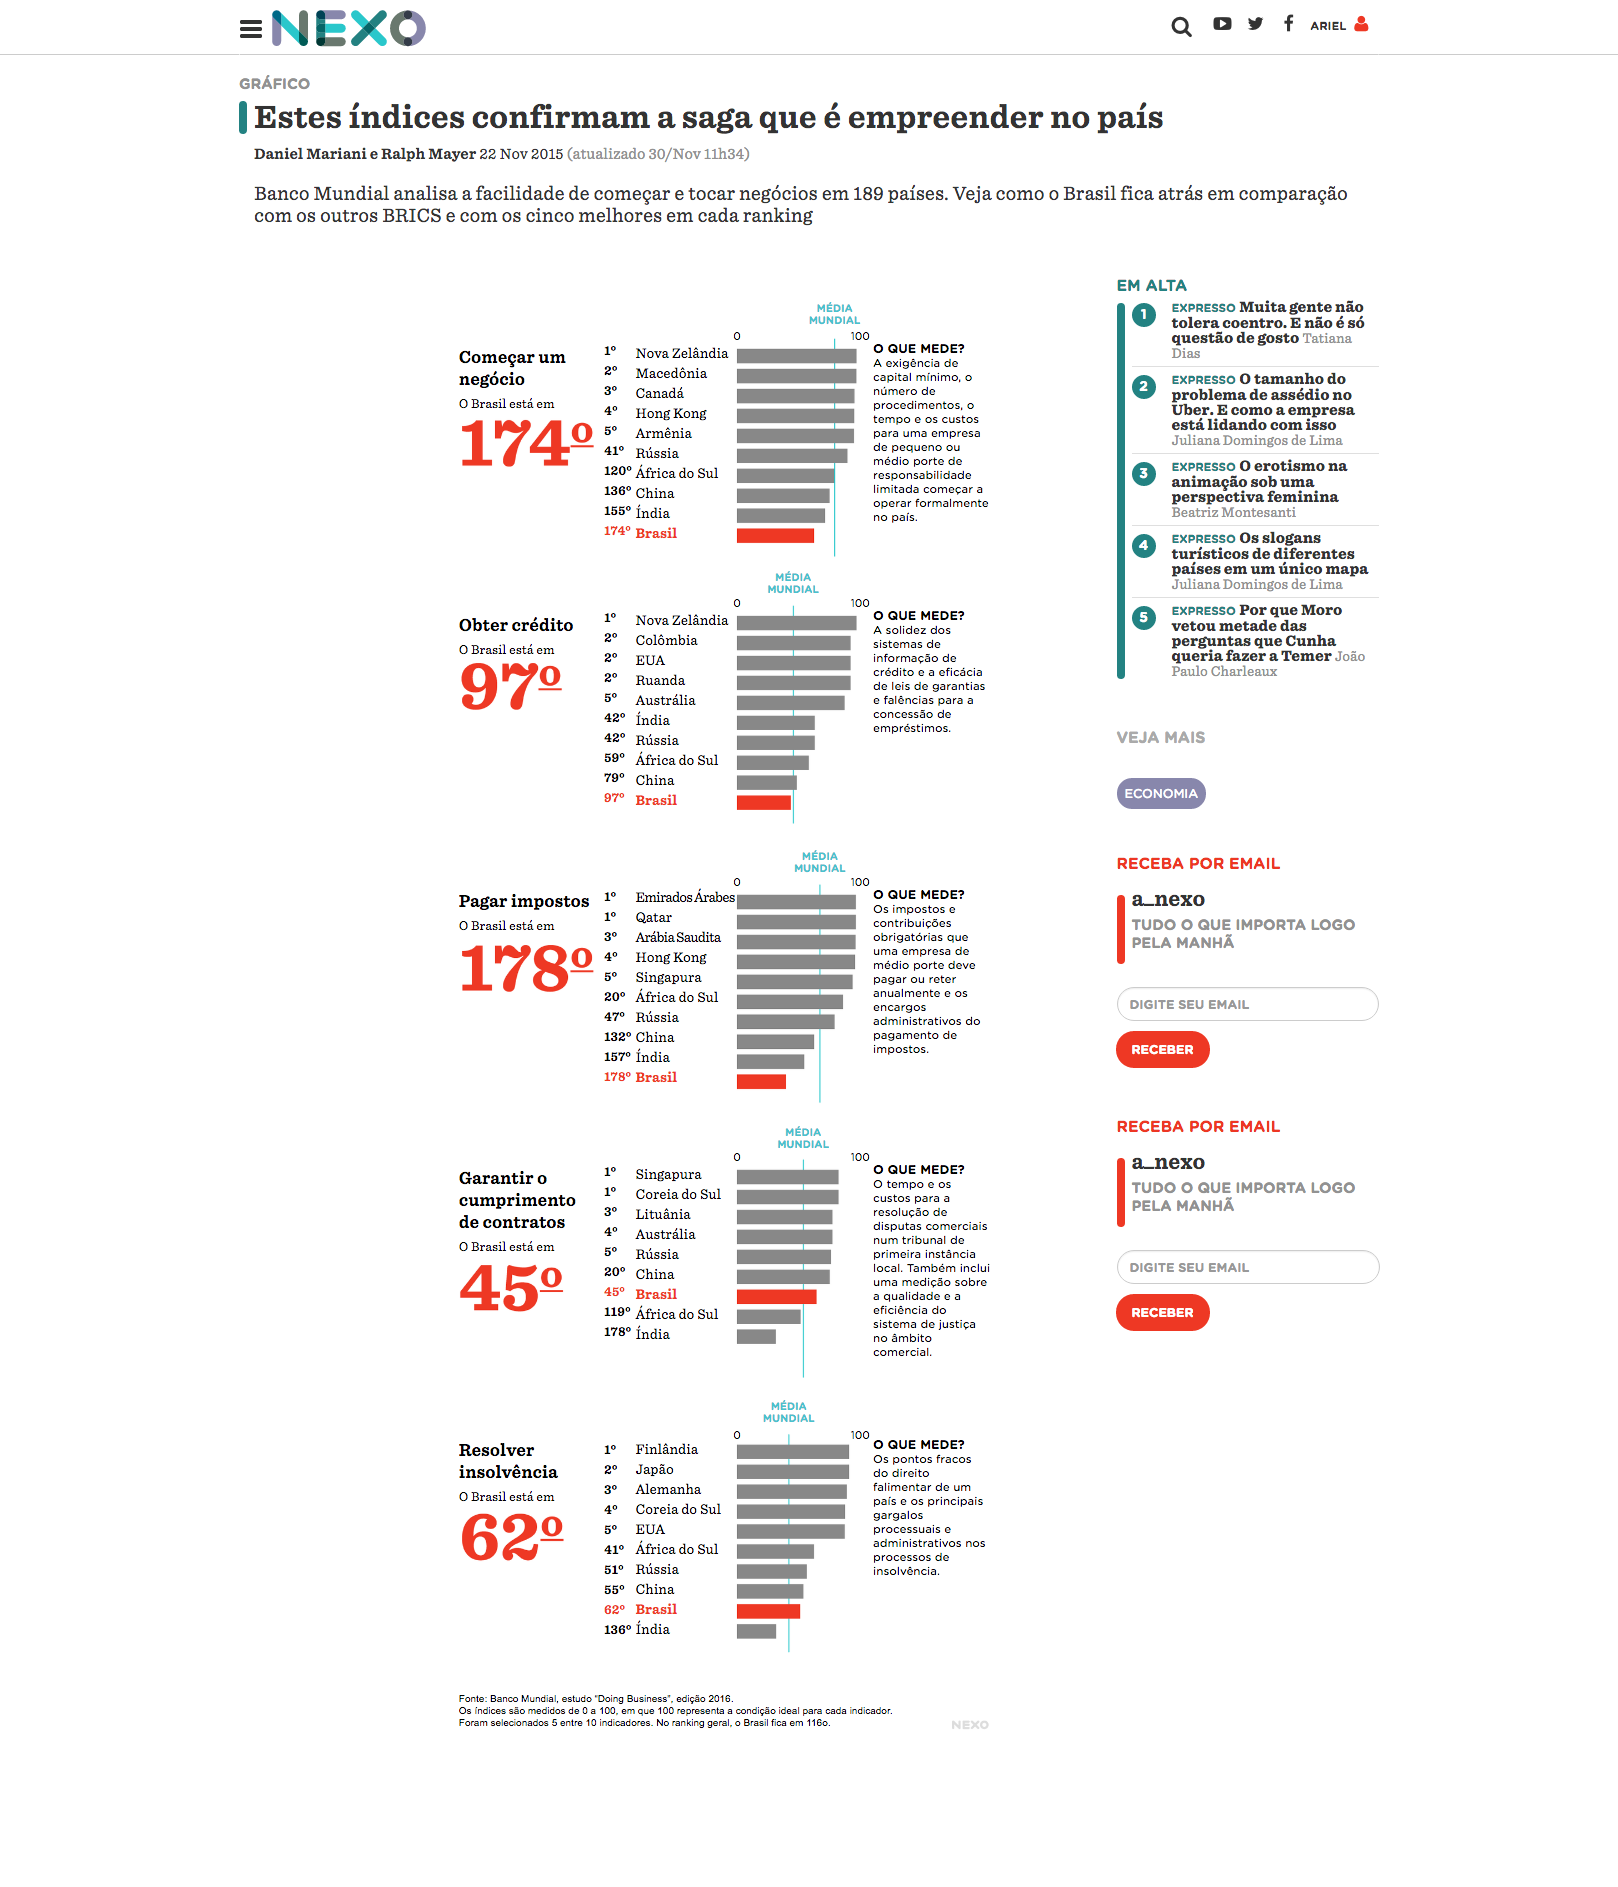 NEXO
ARIEL
GRÁFICO
Estes índices confirmam a saga que é empreender no país
Daniel Mariani e Ralph Mayer 22 Nov 2015 (atualizado 30/Nov 11h34)
Banco Mundial analisa a facilidade de começar e tocar negócios em 189 países. Veja como o Brasil fica atrás em comparação
com os outros BRICS e com os cinco melhores em cada ranking
MÉDIA
MUNDIAL
0 100
Começar um
negócio
O Brasil está em
174º
1º Nova Zelândia
2º Macedônia
3º Canadá
4º Hong Kong
5º Armênia
41º Rússia
120º África do Sul
136º China
155º Índia
174º Brasil
O QUE MEDE?
A exigência de
capital mínimo, o
número de
procedimentos, o
tempo e os custos
para uma empresa
de pequeno ou
médio porte de
responsabilidade
limitada começar a
operar formalmente
no país.
MÉDIA
MUNDIAL
0 100
Obter crédito
O Brasil está em
97º
1º Nova Zelândia
2º Colômbia
2º EUA
2º Ruanda
5º Austrália
42º Índia
42º Rússia
59º África do Sul
79º China
97º Brasil
O QUE MEDE?
A solidez dos
sistemas de
informação de
crédito e a eficácia
de leis de garantias
e falências para a
concessão de
empréstimos.
MÉDIA
MUNDIAL
0 100
Pagar impostos
O Brasil está em
178º
1º Emirados Árabes
1º Qatar
3º Arábia Saudita
4º Hong Kong
5º Singapura
20º África do Sul
47º Rússia
132º China
157º Índia
178º Brasil
O QUE MEDE?
Os impostos e
contribuições
obrigatórias que
uma empresa de
médio porte deve
pagar ou reter
anualmente e os
encargos
administrativos do
pagamento de
impostos.
MÉDIA
MUNDIAL
0 100
Garantir o
cumprimento
de contratos
O Brasil está em
45º
1º Singapura
1º Coreia do Sul
3º Lituânia
4º Austrália
5º Rússia
20º China
45º Brasil
119º África do Sul
178º Índia
O QUE MEDE?
O tempo e os
custos para a
resolução de
disputas comerciais
num tribunal de
primeira instância
local. Também inclui
uma medição sobre
a qualidade e a
eficiência do
sistema de justiça
no âmbito
comercial.
MÉDIA
MUNDIAL
0 100
Resolver
insolvência
O Brasil está em
62º
1º Finlândia
2º Japão
3º Alemanha
4º Coreia do Sul
5º EUA
41º África do Sul
51º Rússia
55º China
62º Brasil
136º Índia
O QUE MEDE?
Os pontos fracos
do direito
falimentar de um
país e os principais
gargalos
processuais e
administrativos nos
processos de
insolvência.
Fonte: Banco Mundial, estudo "Doing Business", edição 2016.
Os índices são medidos de 0 a 100, em que 100 representa a condição ideal para cada indicador.
Foram selecionados 5 entre 10 indicadores. No ranking geral, o Brasil fica em 116o.
NEXO
EM ALTA
1 EXPRESSO Muita gente não
tolera coentro. E não é só
questão de gosto Tatiana
Dias
2 EXPRESSO O tamanho do
problema de assédio no
Uber. E como a empresa
está lidando com isso
Juliana Domingos de Lima
3 EXPRESSO O erotismo na
animação sob uma
perspectiva feminina
Beatriz Montesanti
4 EXPRESSO Os slogans
turísticos de diferentes
países em um único mapa
Juliana Domingos de Lima
5 EXPRESSO Por que Moro
vetou metade das
perguntas que Cunha
queria fazer a Temer João
Paulo Charleaux
VEJA MAIS
ECONOMIA
RECEBA POR EMAIL
a_nexo
TUDO O QUE IMPORTA LOGO
PELA MANHÃ
DIGITE SEU EMAIL
RECEBER
RECEBA POR EMAIL
a_nexo
TUDO O QUE IMPORTA LOGO
PELA MANHÃ
DIGITE SEU EMAIL
RECEBER